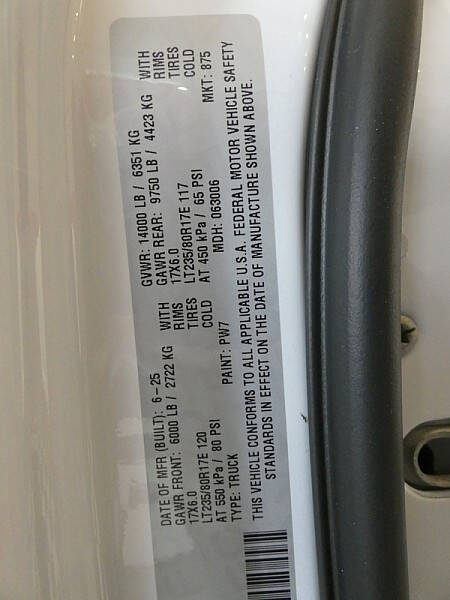 DATE OF MFR (BUILT): 6-25 GVWR: 14000 LB / 6351 KG
GAWR FRONT: 6000 LB / 2722 KG WITH GAWR REAR: 9750 LB / 4423 KG WITH
17X6.0 RIMS 17X6.0 RIMS
LT235/80R17E 120 TIRES LT235/80R17E 117 TIRES
AT 550 kPa / 80 PSI COLD AT 450 kPa / 65 PSI COLD
TYPE: TRUCK PAINT: PW7 MDH: 063006 MKT: 875
THIS VEHICLE CONFORMS TO ALL APPLICABLE U.S.A. FEDERAL MOTOR VEHICLE SAFETY
STANDARDS IN EFFECT ON THE DATE OF MANUFACTURE SHOWN ABOVE.